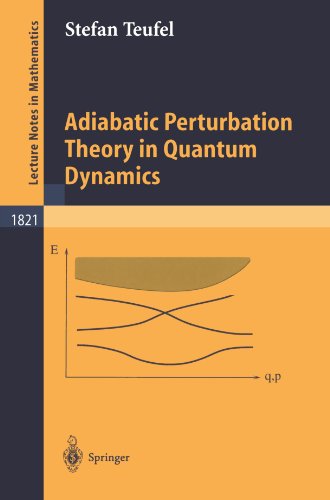 Stefan Teufel
Lecture Notes in Mathematics
1821
Adiabatic Perturbation
Theory in Quantum
Dynamics
E
q,p
Springer